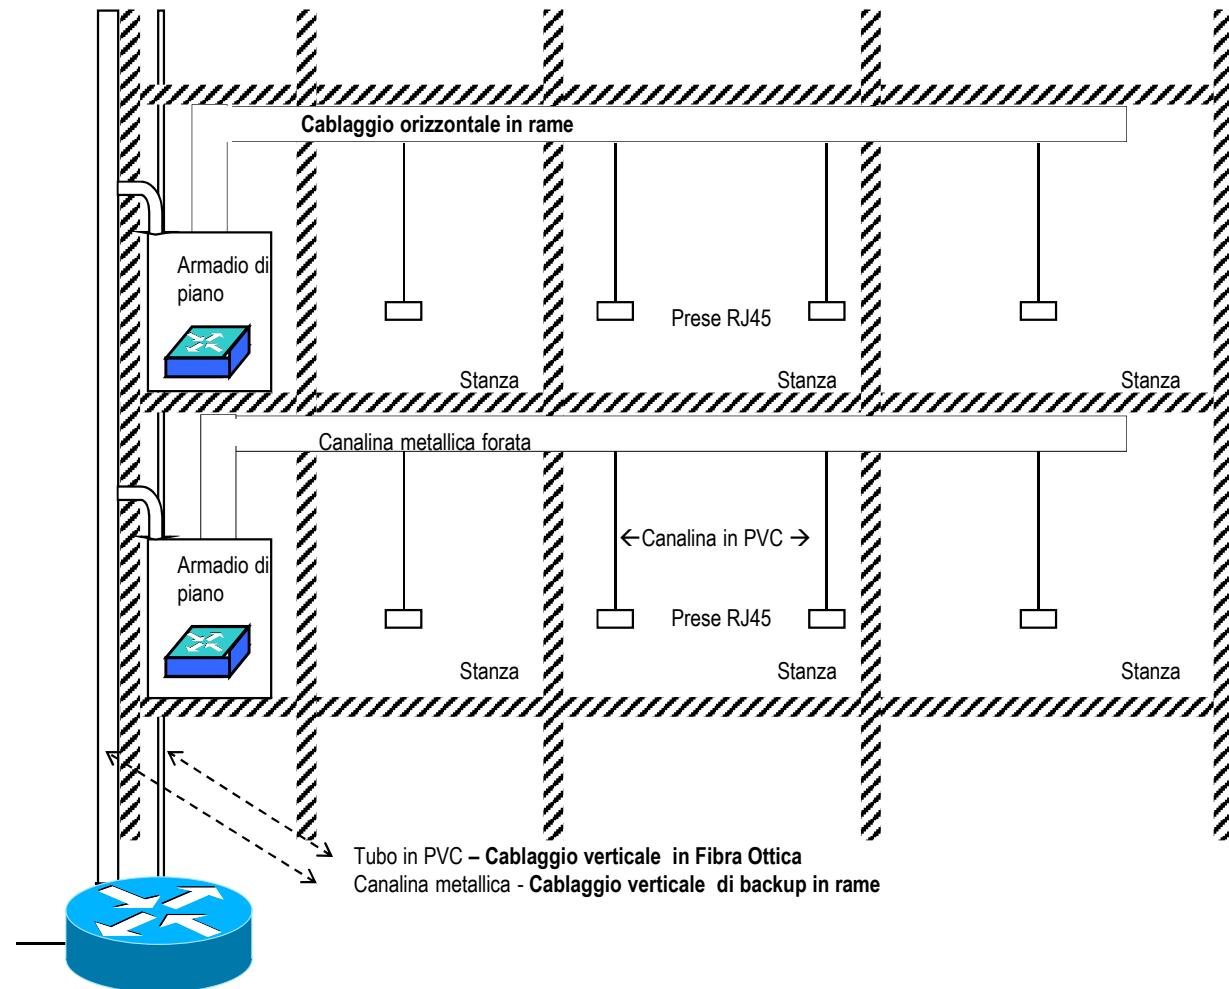 Cablaggio orizzontale in rame
Armadio di
piano
Prese RJ45
Stanza Stanza Stanza
Canalina metallica forata
←Canalina in PVC →
Armadio di
piano
Prese RJ45
Stanza Stanza Stanza
Tubo in PVC – Cablaggio verticale in Fibra Ottica
Canalina metallica - Cablaggio verticale di backup in rame